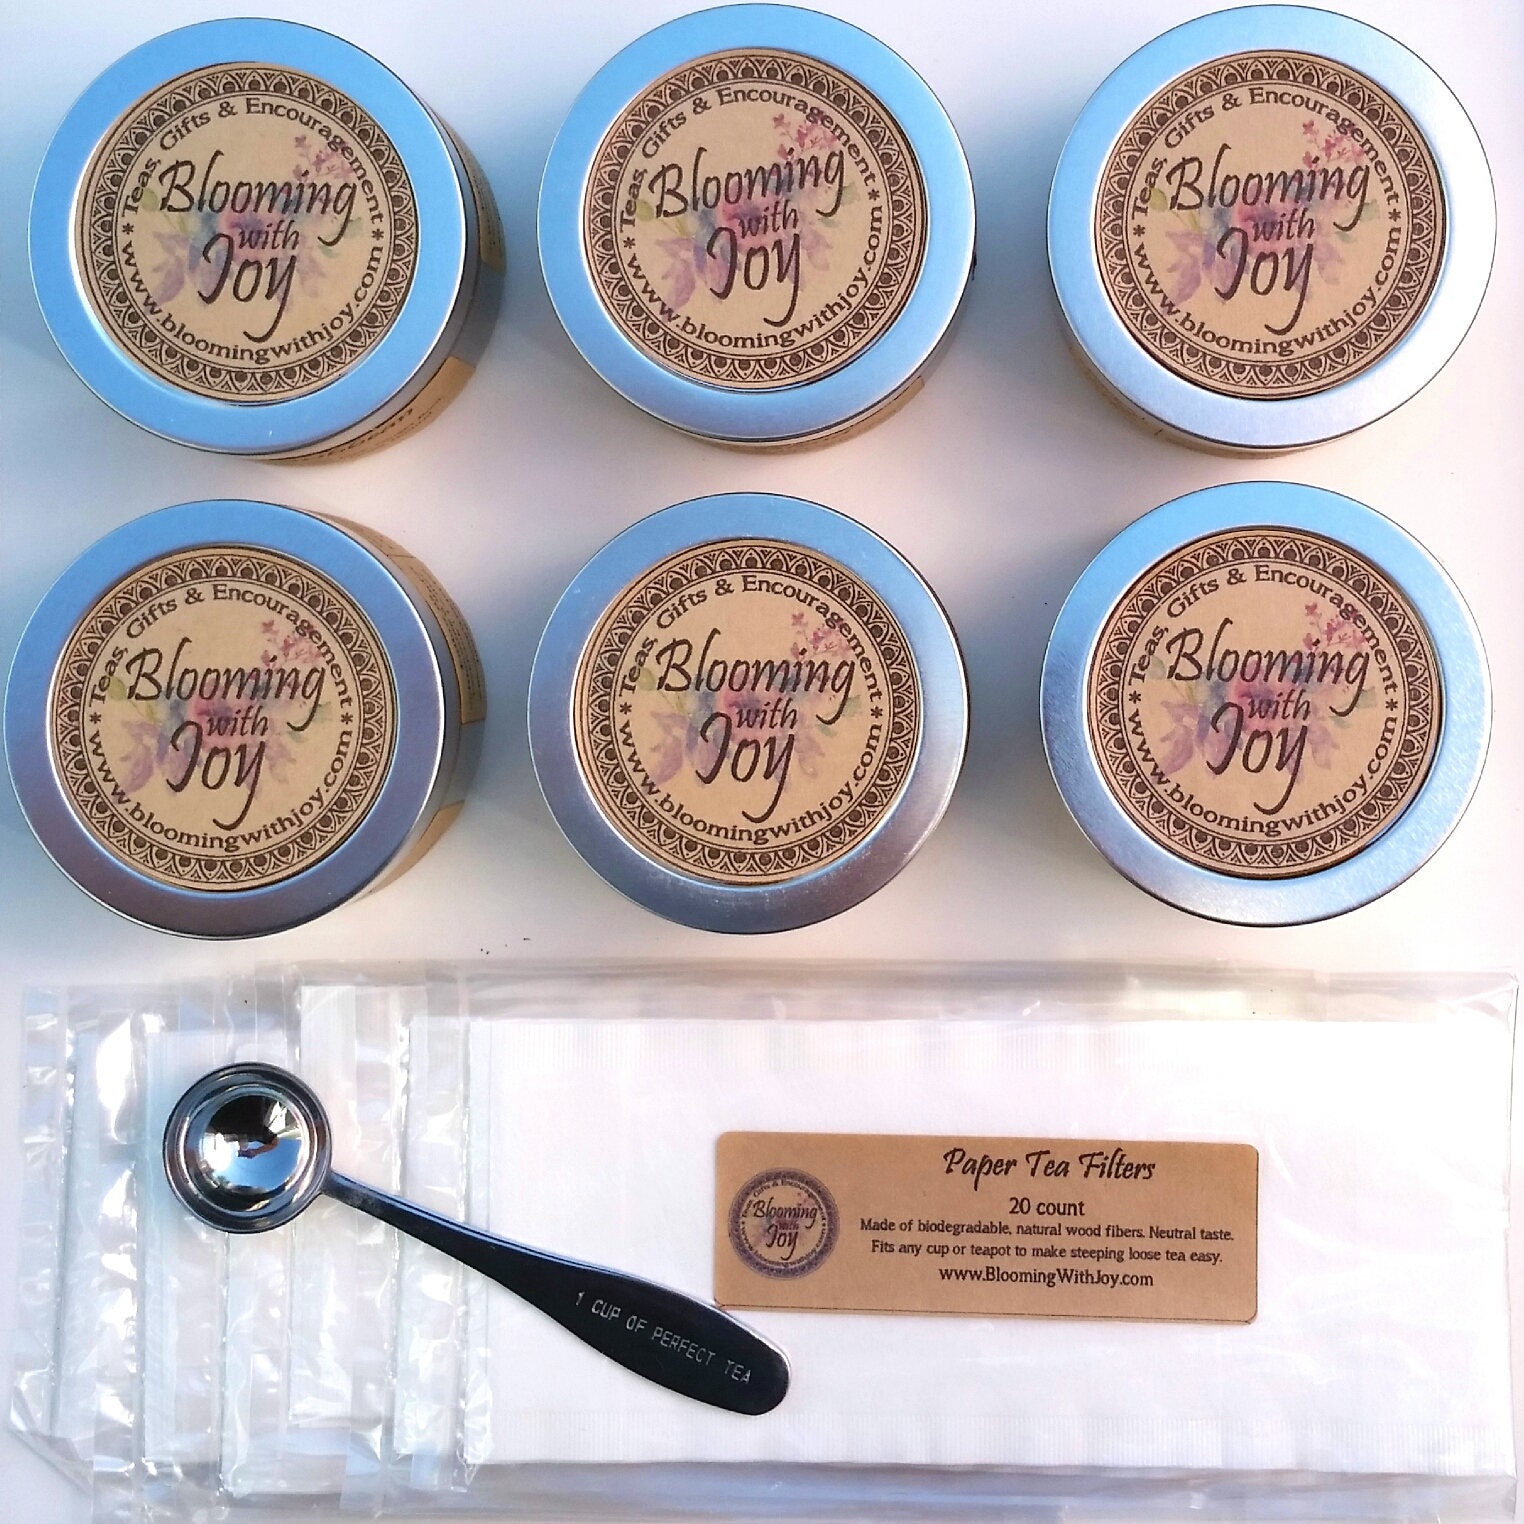 Teas, Gifts & Encouragement
Blooming
with
Joy
* www.bloomingwithjoy.com *
Teas, Gifts & Encouragement
Blooming
with
Joy
* www.bloomingwithjoy.com *
Teas, Gifts & Encouragement
Blooming
with
Joy
* www.bloomingwithjoy.com *
Teas, Gifts & Encouragement
Blooming
with
Joy
* www.bloomingwithjoy.com *
Teas, Gifts & Encouragement
Blooming
with
Joy
* www.bloomingwithjoy.com *
Teas, Gifts & Encouragement
Blooming
with
Joy
* www.bloomingwithjoy.com *
Paper Tea Filters
20 count
Made of biodegradable, natural wood fibers. Neutral taste.
Fits any cup or teapot to make steeping loose tea easy.
www.BloomingWithJoy.com
Teas, Gifts & Encouragement
Blooming
with
Joy
1 CUP OF PERFECT TEA